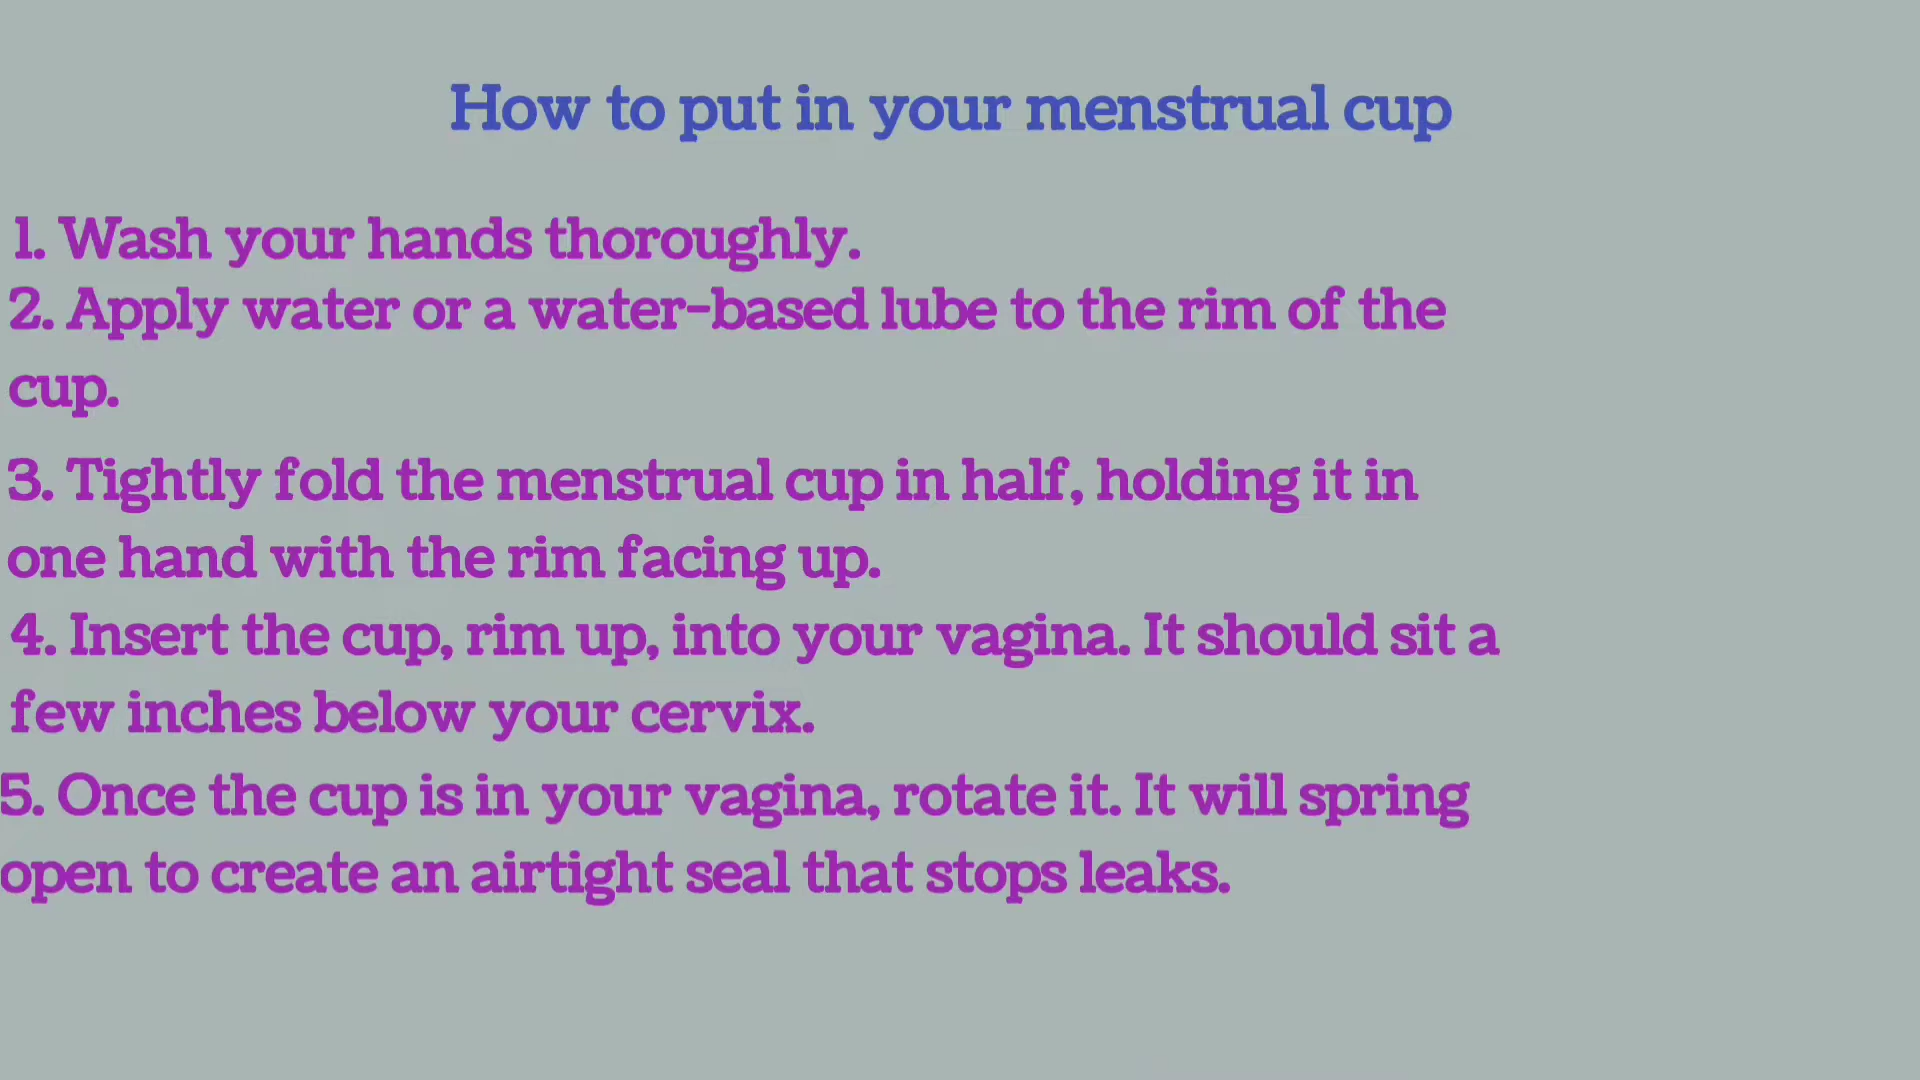 How to put in your menstrual cup
1. Wash your hands thoroughly.
2. Apply water or a water-based lube to the rim of the
cup.
3. Tightly fold the menstrual cup in half, holding it in
one hand with the rim facing up.
4. Insert the cup, rim up, into your vagina. It should sit a
few inches below your cervix.
5. Once the cup is in your vagina, rotate it. It will spring
open to create an airtight seal that stops leaks.